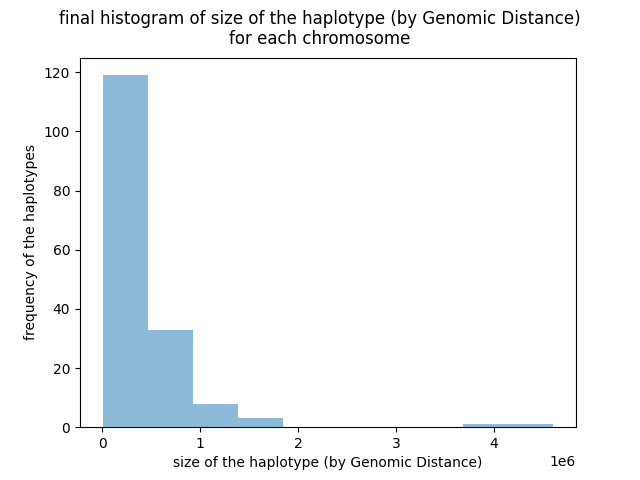 final histogram of size of the haplotype (by Genomic Distance)
for each chromosome
frequency of the haplotypes
120
100
80
60
40
20
0
0 1 2 3 4
1e6
size of the haplotype (by Genomic Distance)